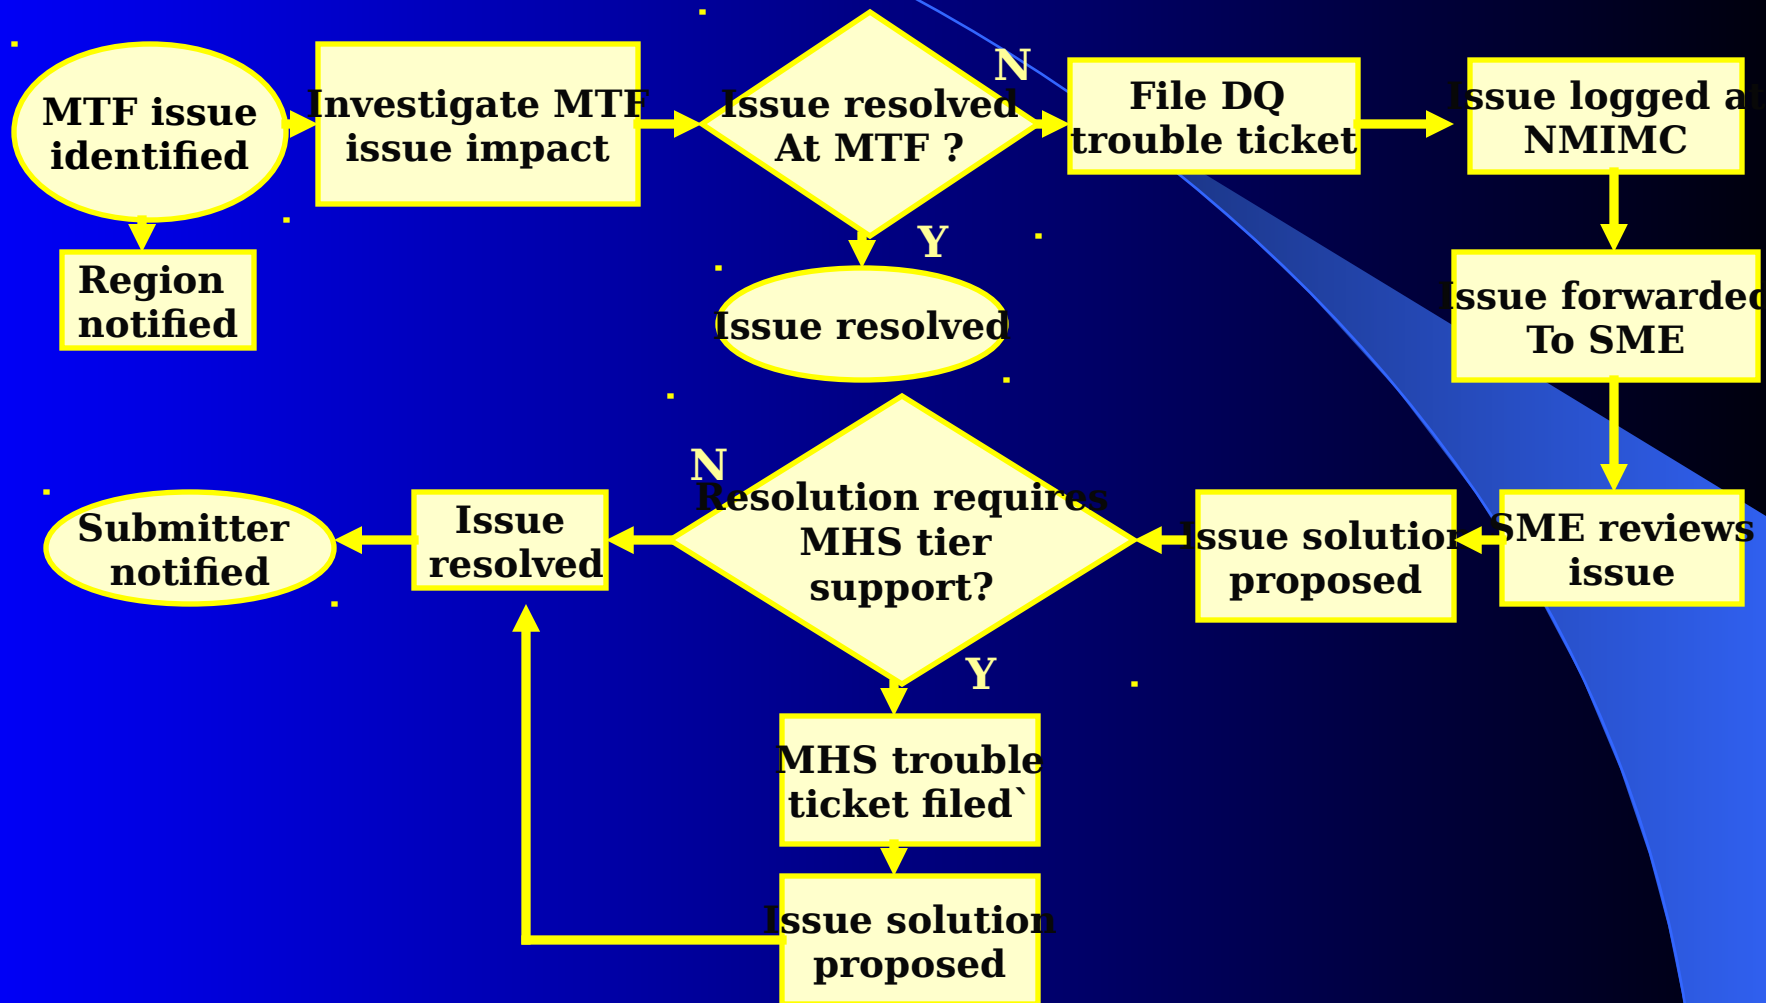 MTF issue
identified
Investigate MTF
issue impact
Issue resolved
At MTF ?
N
File DQ
trouble ticket
Issue logged at
NMIMC
Y
Region
notified
Issue resolved
Issue forwarded
To SME
N
Submitter
notified
Issue
resolved
Resolution requires
MHS tier
support?
Issue solution
proposed
SME reviews
issue
Y
MHS trouble
ticket filed`
Issue solution
proposed